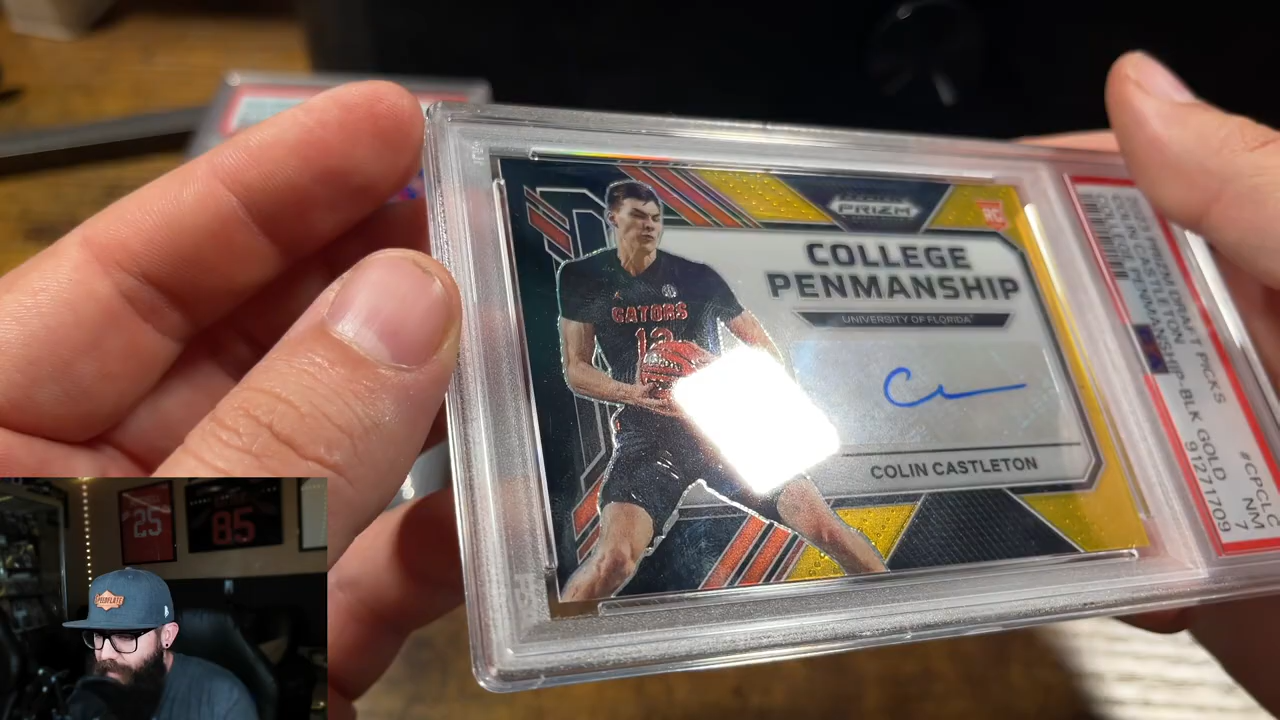 PRIZM
RC
COLLEGE
PENMANSHIP
UNIVERSITY OF FLORIDA
GATORS
12
COLIN CASTLETON
2023 PRIZM DRAFT PICKS
COLIN CASTLETON
COLLEGE PENMANSHIP-BLK GOLD
91271709
#CPCLC
NM
7
25
85